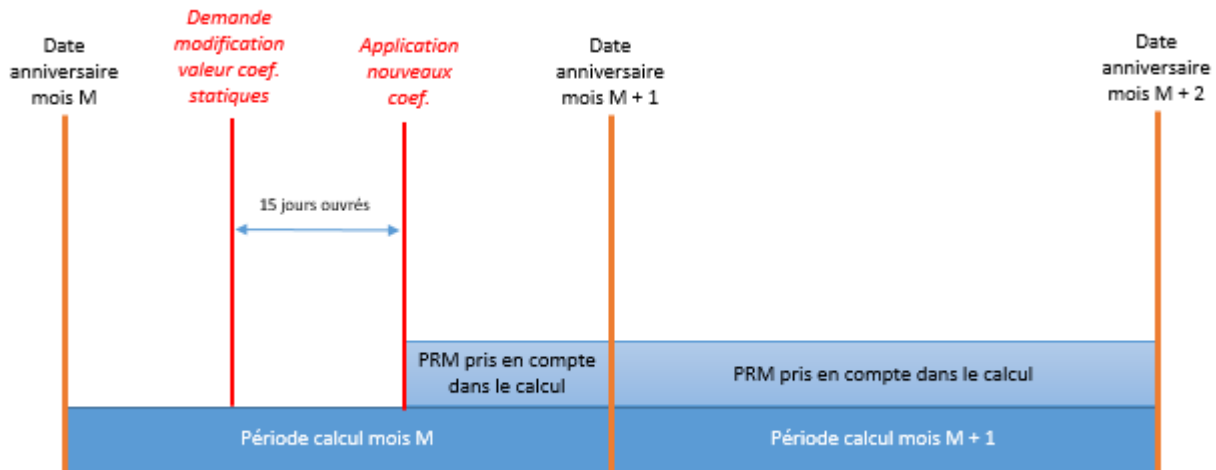 Demande
modification
valeur coef.
statiques
Date
anniversaire
mois M
Application
nouveaux
coef.
Date
anniversaire
mois M + 1
Date
anniversaire
mois M + 2
15 jours ouvrés
PRM pris en compte
dans le calcul
PRM pris en compte dans le calcul
Période calcul mois M
Période calcul mois M + 1